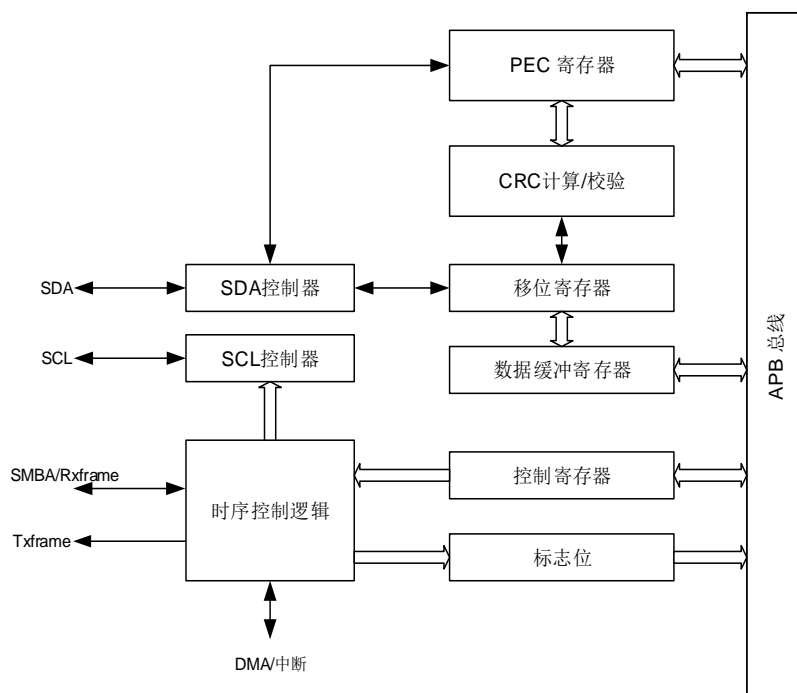 PEC 寄存器
CRC计算/校验
SDA
SDA控制器
移位寄存器
SCL
SCL控制器
数据缓冲寄存器
APB 总线
SMBA/Rxframe
时序控制逻辑
控制寄存器
Txframe
标志位
DMA/中断